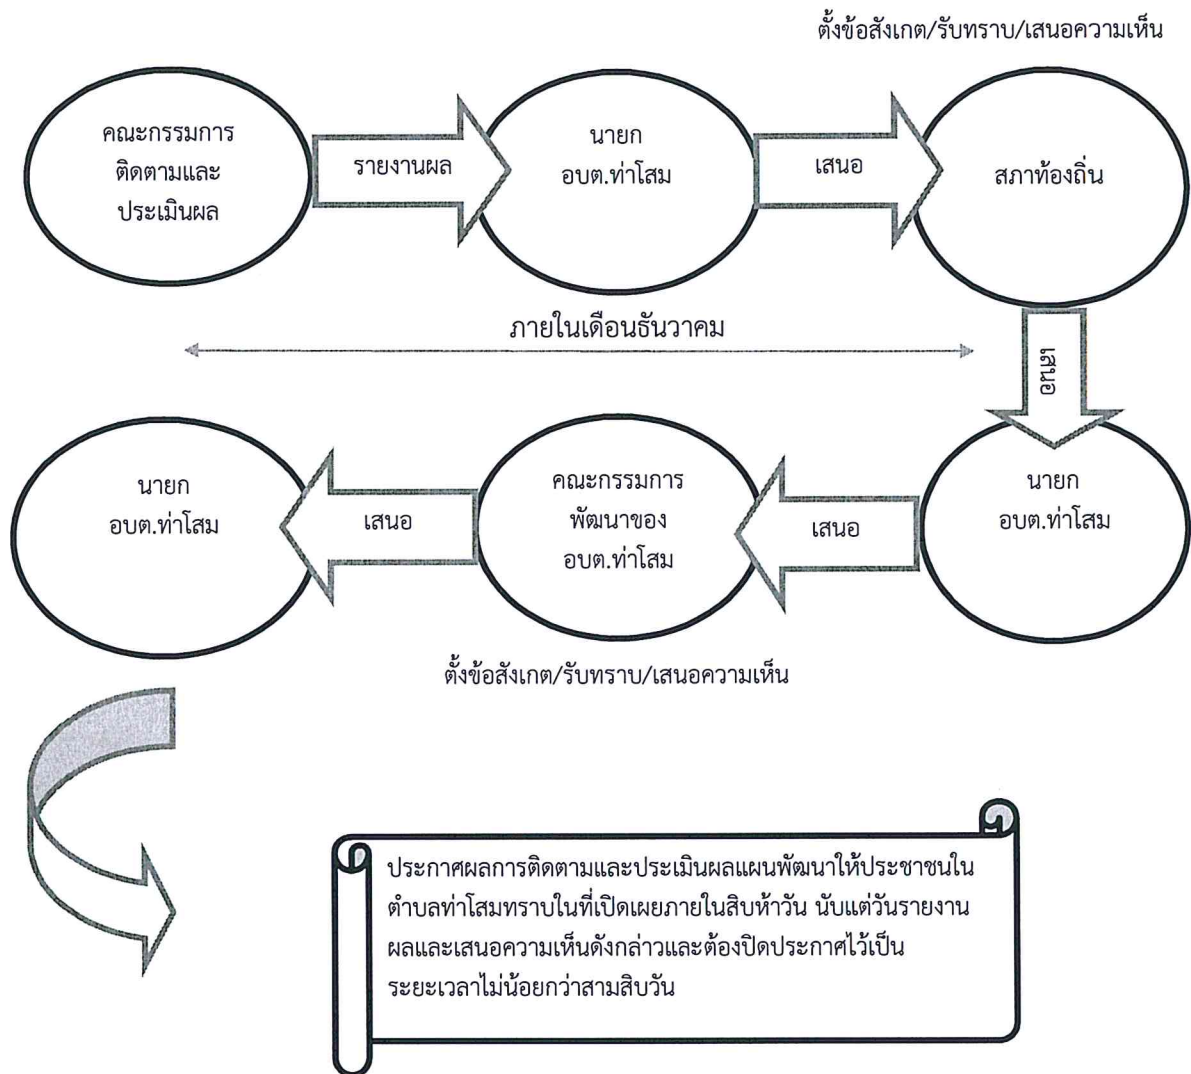 ตั้งข้อสังเกต/รับทราบ/เสนอความเห็น
คณะกรรมการ
ติดตามและ
ประเมินผล
รายงานผล
นายก
อบต.ท่าโสม
เสนอ
สภาท้องถิ่น
ภายในเดือนธันวาคม
เสนอ
นายก
อบต.ท่าโสม
เสนอ
คณะกรรมการ
พัฒนาของ
อบต.ท่าโสม
เสนอ
นายก
อบต.ท่าโสม
ตั้งข้อสังเกต/รับทราบ/เสนอความเห็น
ประกาศผลการติดตามและประเมินผลแผนพัฒนาให้ประชาชนใน
ตำบลท่าโสมทราบในที่เปิดเผยภายในสิบห้าวัน นับแต่วันรายงาน
ผลและเสนอความเห็นดังกล่าวและต้องปิดประกาศไว้เป็น
ระยะเวลาไม่น้อยกว่าสามสิบวัน